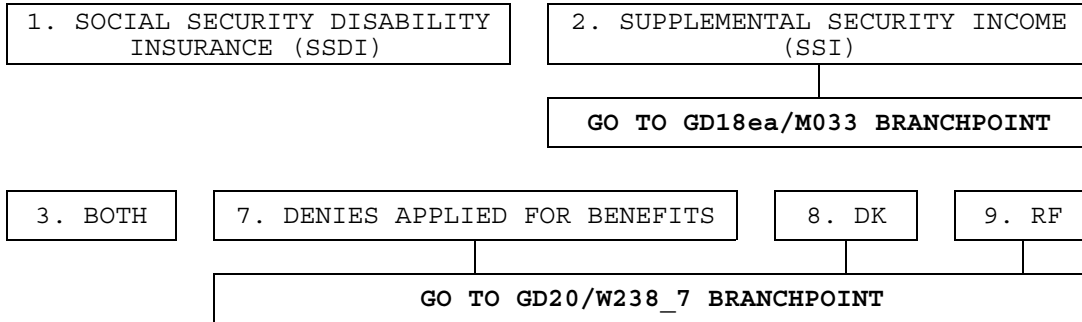 1. SOCIAL SECURITY DISABILITY
INSURANCE (SSDI)
2. SUPPLEMENTAL SECURITY INCOME
(SSI)
GO TO GD18ea/M033 BRANCHPOINT
3. BOTH
7. DENIES APPLIED FOR BENEFITS
8. DK
9. RF
GO TO GD20/W238_7 BRANCHPOINT